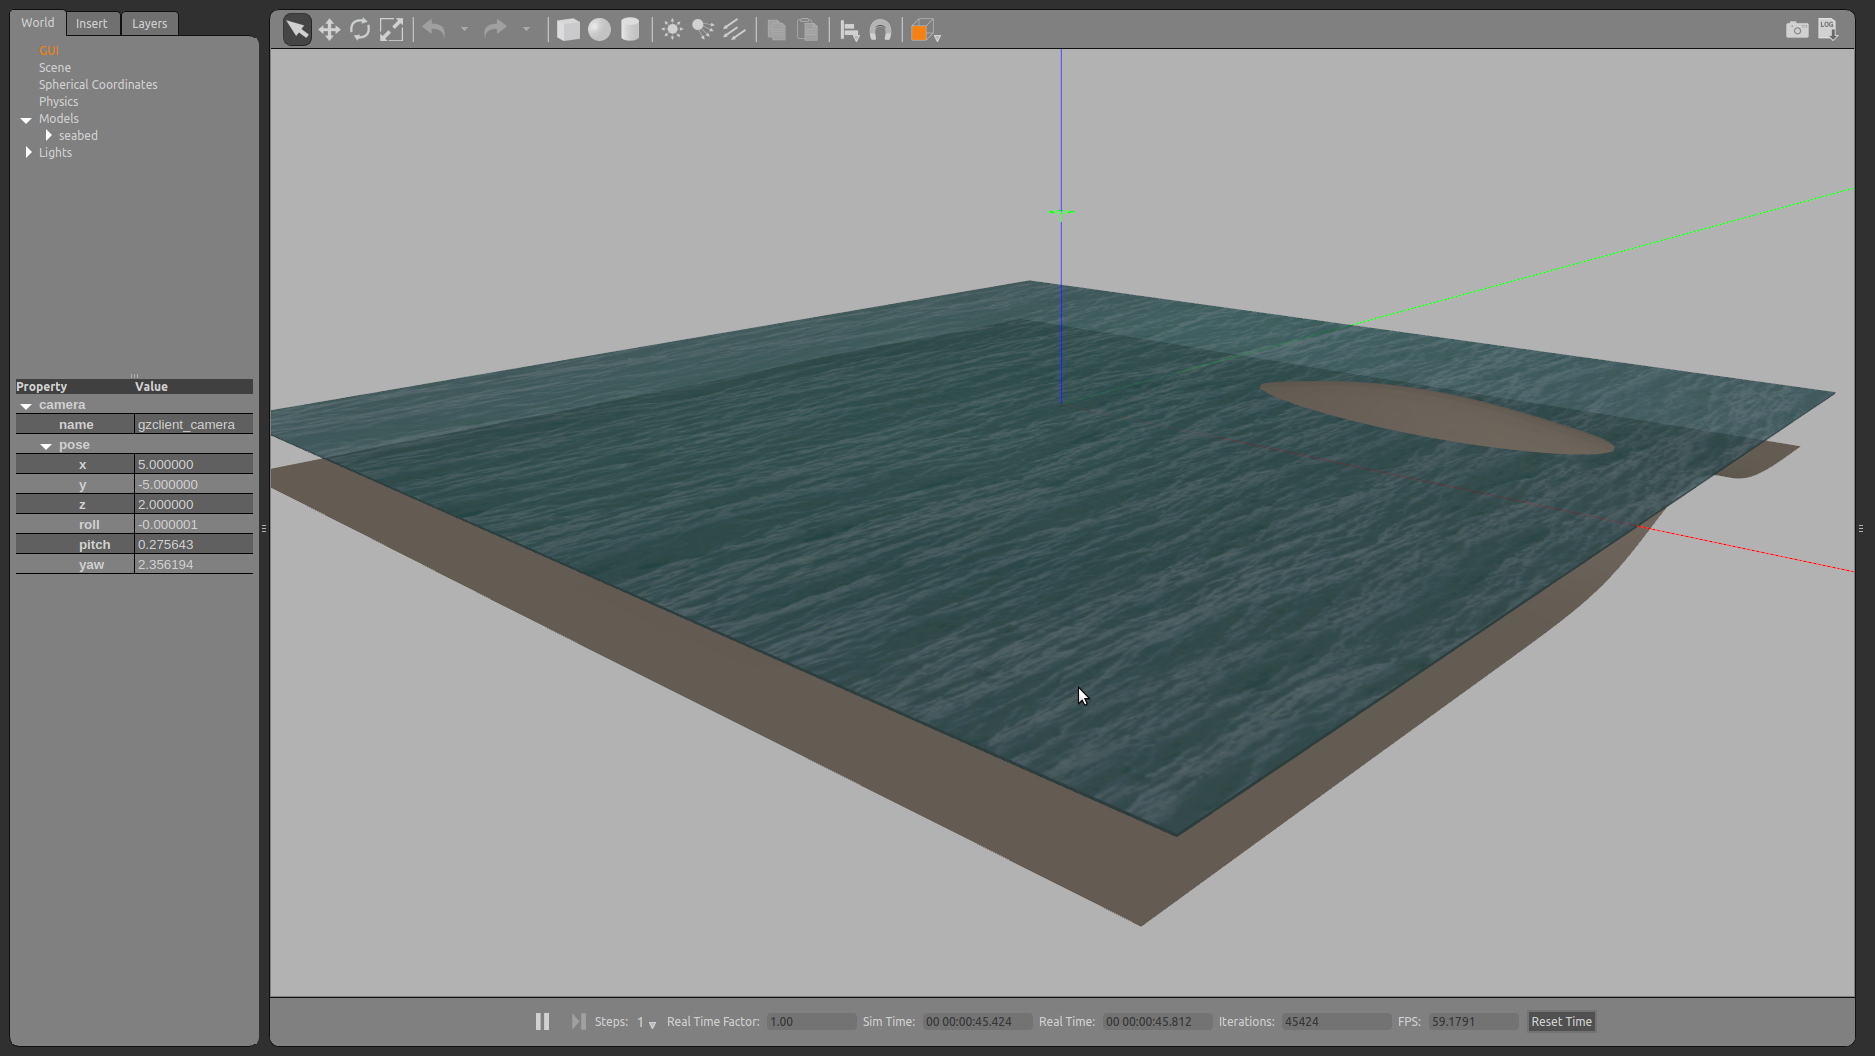 World Insert Layers
GUI
Scene
Spherical Coordinates
Physics
Models
seabed
Lights
Property Value
camera
name gzclient_camera
pose
x 5.000000
y -5.000000
z 2.000000
roll -0.000001
pitch 0.275643
yaw 2.356194
LOG
Steps: 1 Real Time Factor: 1.00 Sim Time: 00 00:00:45.424 Real Time: 00 00:00:45.812 Iterations: 45424 FPS: 59.1791 Reset Time